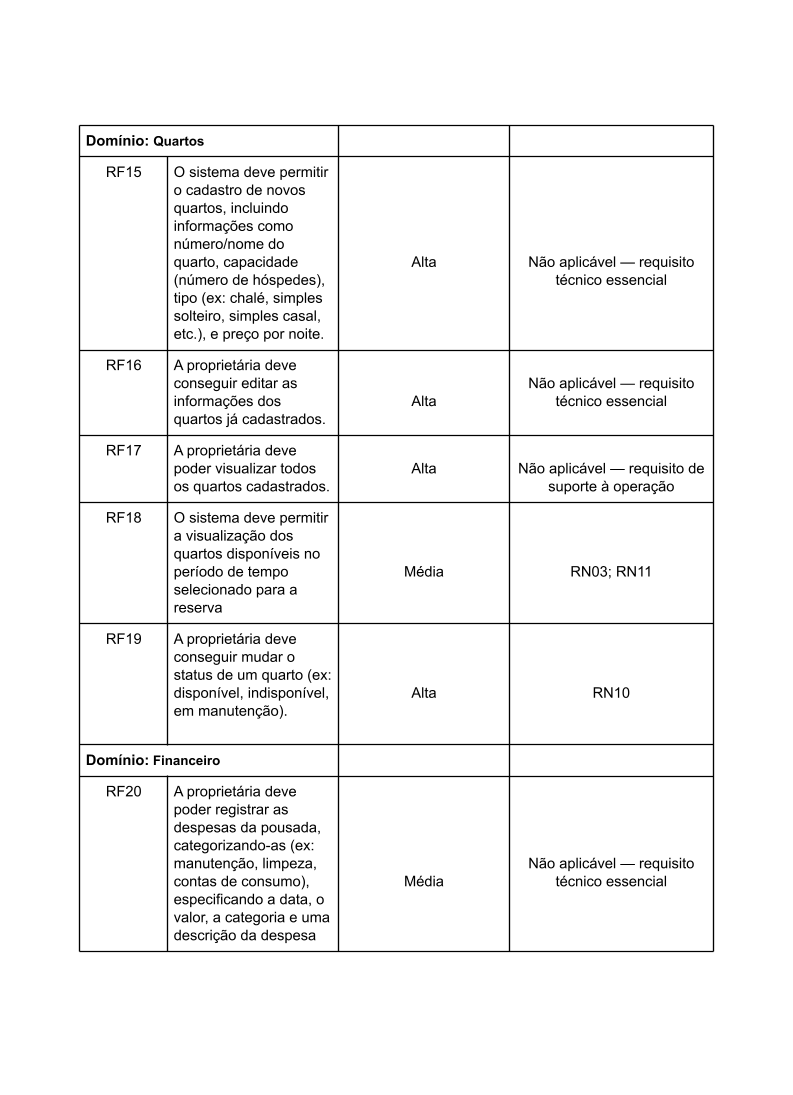 Domínio: Quartos
RF15
O sistema deve permitir
o cadastro de novos
quartos, incluindo
informações como
número/nome do
quarto, capacidade
(número de hóspedes),
tipo (ex: chalé, simples
solteiro, simples casal,
etc.), e preço por noite.
Alta
Não aplicável — requisito
técnico essencial
RF16
A proprietária deve
conseguir editar as
informações dos
quartos já cadastrados.
Alta
Não aplicável — requisito
técnico essencial
RF17
A proprietária deve
poder visualizar todos
os quartos cadastrados.
Alta
Não aplicável — requisito de
suporte à operação
RF18
O sistema deve permitir
a visualização dos
quartos disponíveis no
período de tempo
selecionado para a
reserva
Média
RN03; RN11
RF19
A proprietária deve
conseguir mudar o
status de um quarto (ex:
disponível, indisponível,
em manutenção).
Alta
RN10
Domínio: Financeiro
RF20
A proprietária deve
poder registrar as
despesas da pousada,
categorizando-as (ex:
manutenção, limpeza,
contas de consumo),
especificando a data, o
valor, a categoria e uma
descrição da despesa
Média
Não aplicável — requisito
técnico essencial